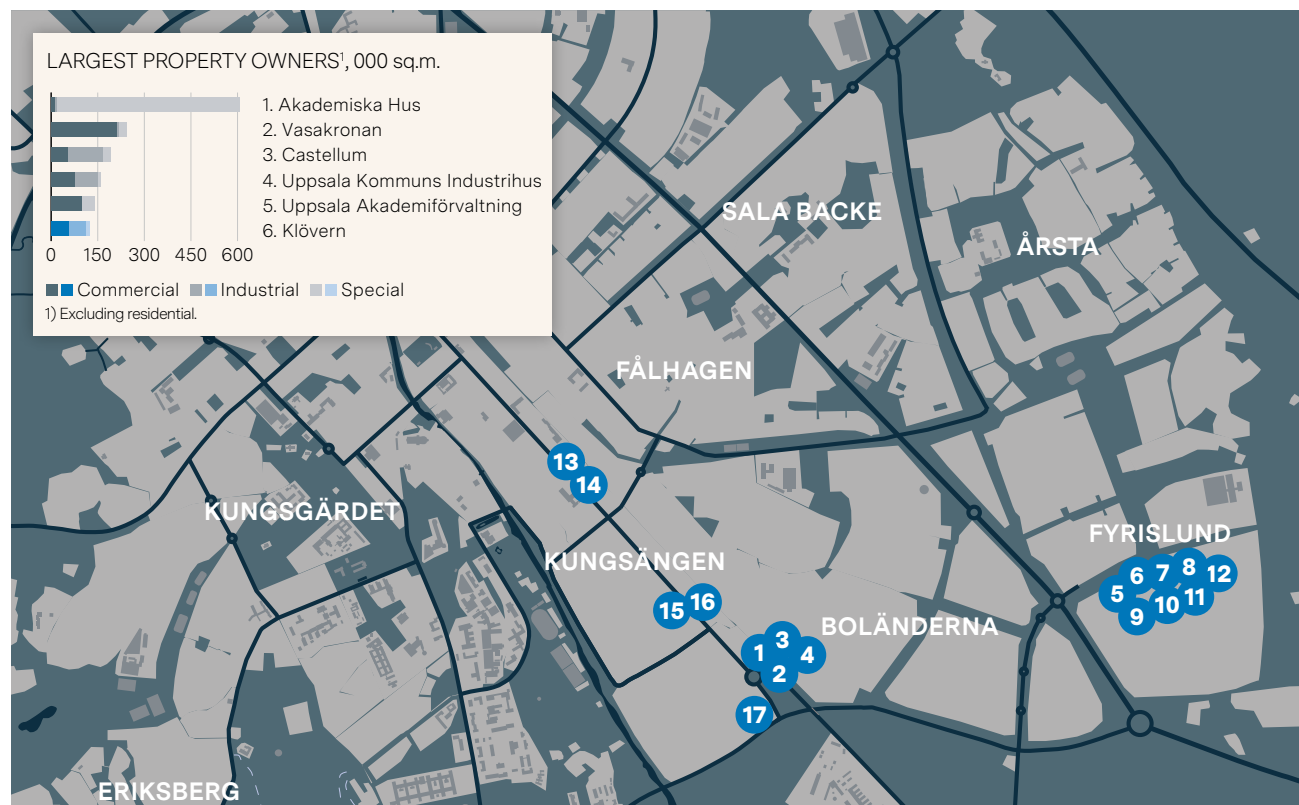 LARGEST PROPERTY OWNERS¹, 000 sq.m.
1. Akademiska Hus
2. Vasakronan
3. Castellum
4. Uppsala Kommuns Industrihus
5. Uppsala Akademiförvaltning
6. Klövern
0 150 300 450 600
Commercial Industrial Special
1) Excluding residential.
SALA BACKE
ÅRSTA
FÅLHAGEN
13
14
KUNGSGÄRDET
FYRISLUND
KUNGSÄNGEN
6 7 8 12
5 9 10 11
15 16
BOLÄNDERNA
1 3 4
2
17
ERIKSBERG